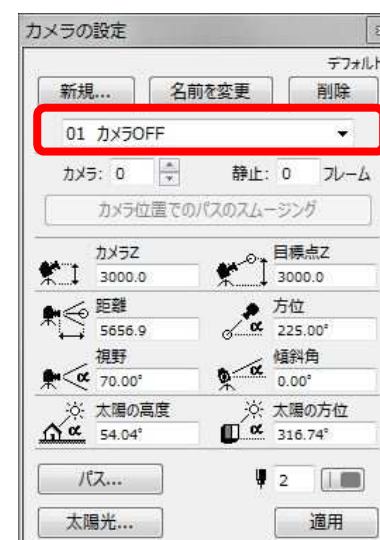 カメラの設定
デフォルト
新規... 名前を変更 削除
01 カメラOFF
カメラ: 0 静止: 0 フレーム
カメラ位置でのパスのスムージング
カメラZ 目標点Z
3000.0 3000.0
距離 方位
5656.9 α 225.00°
視野 傾斜角
α 70.00° α 0.00°
太陽の高度 太陽の方位
α 54.04° α 316.74°
パス... 2
太陽光... 適用